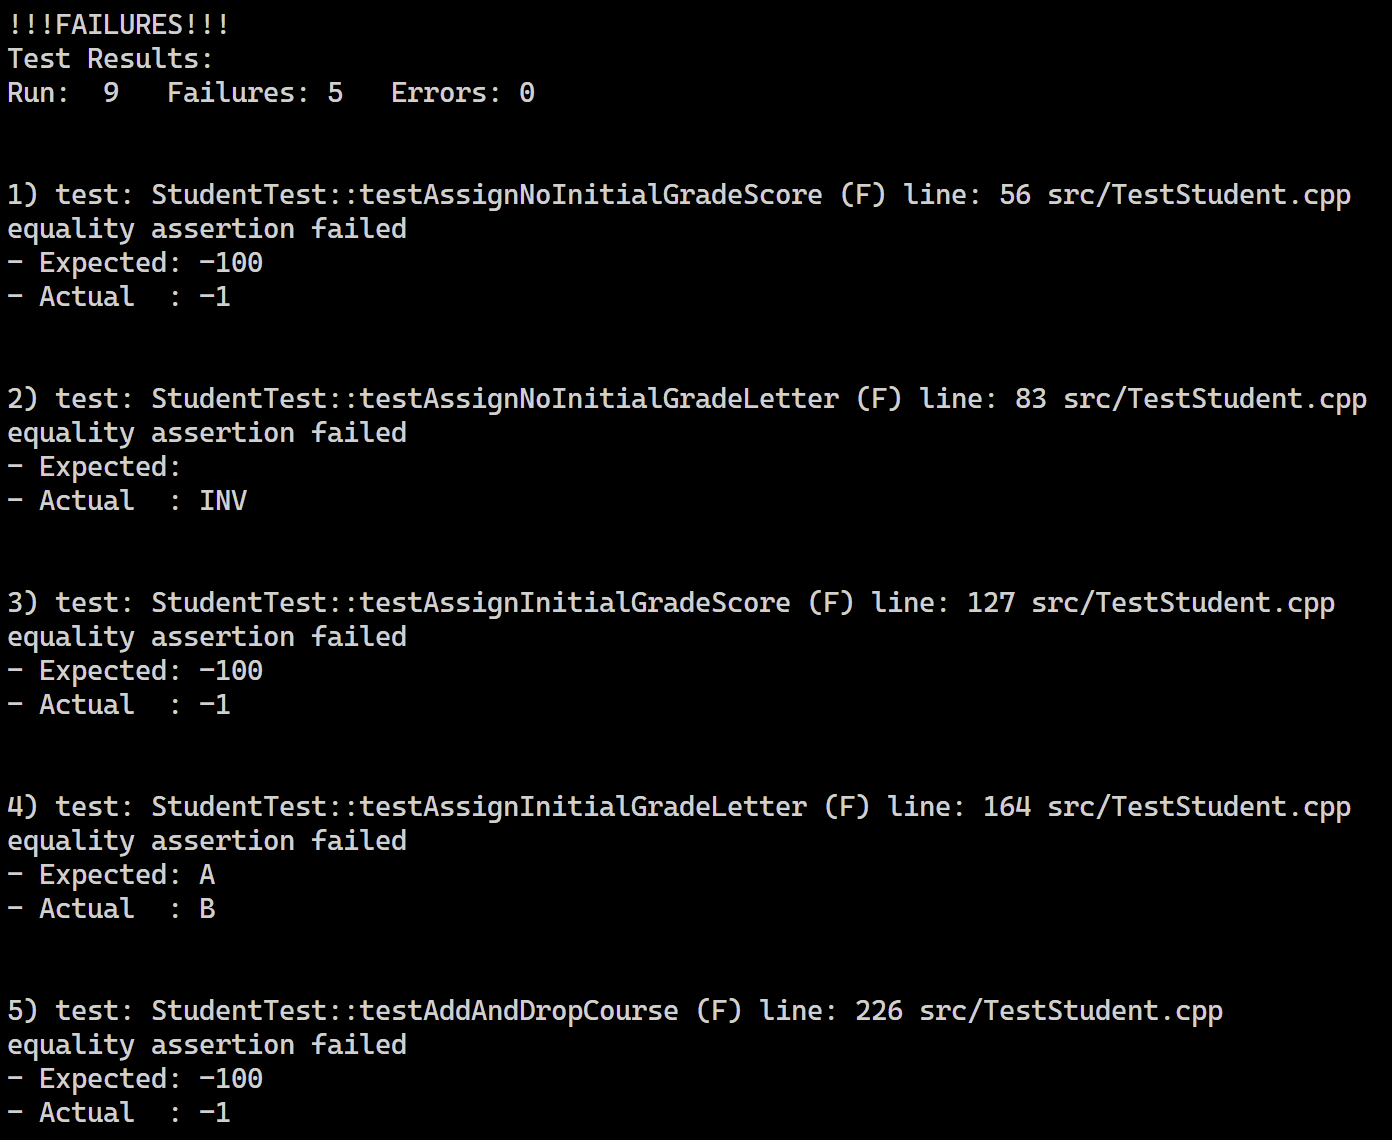 !!!FAILURES!!!
Test Results:
Run:  9   Failures: 5   Errors: 0
1) test: StudentTest::testAssignNoInitialGradeScore (F) line: 56 src/TestStudent.cpp
equality assertion failed
- Expected: -100
- Actual  : -1
2) test: StudentTest::testAssignNoInitialGradeLetter (F) line: 83 src/TestStudent.cpp
equality assertion failed
- Expected:
- Actual  : INV
3) test: StudentTest::testAssignInitialGradeScore (F) line: 127 src/TestStudent.cpp
equality assertion failed
- Expected: -100
- Actual  : -1
4) test: StudentTest::testAssignInitialGradeLetter (F) line: 164 src/TestStudent.cpp
equality assertion failed
- Expected: A
- Actual  : B
5) test: StudentTest::testAddAndDropCourse (F) line: 226 src/TestStudent.cpp
equality assertion failed
- Expected: -100
- Actual  : -1